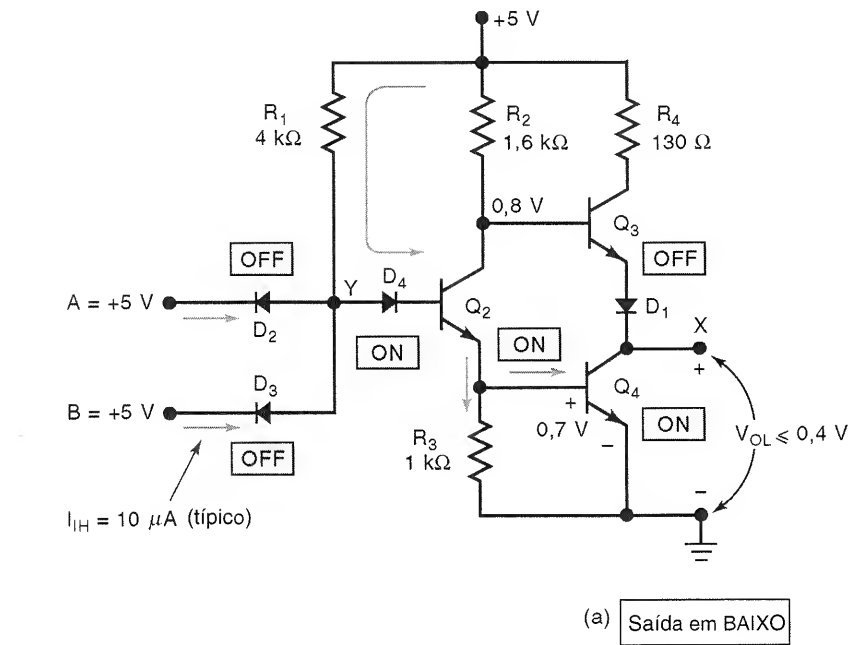 +5 V
R1
4 kΩ
R2
1,6 kΩ
R4
130 Ω
0,8 V
Q3
OFF
OFF
A = +5 V
D2
Y
D4
Q2
D1
X
ON
ON
+
B = +5 V
D3
Q4
+
0,7 V
–
ON
R3
1 kΩ
OFF
VOL ⩽ 0,4 V
IIH = 10 μA (típico)
–
(a) Saída em BAIXO